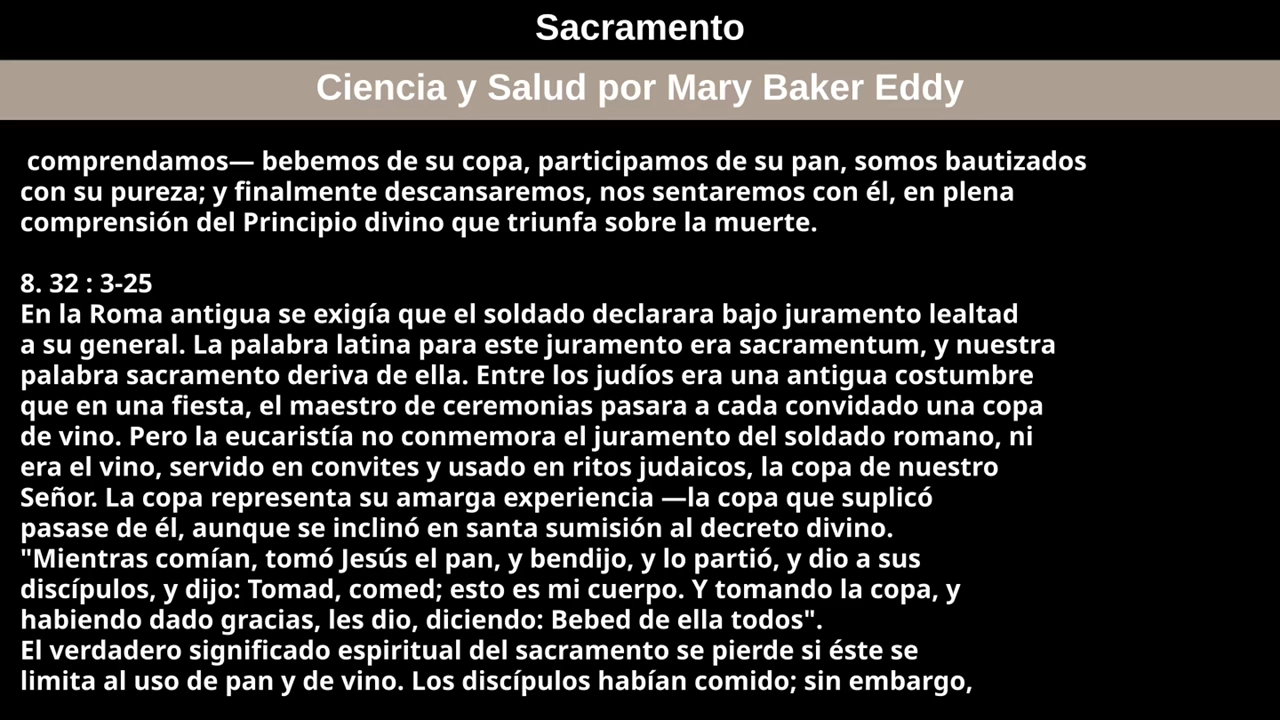 Sacramento
Ciencia y Salud por Mary Baker Eddy
comprendamos— bebemos de su copa, participamos de su pan, somos bautizados
con su pureza; y finalmente descansaremos, nos sentaremos con él, en plena
comprensión del Principio divino que triunfa sobre la muerte.
8. 32 : 3-25
En la Roma antigua se exigía que el soldado declarara bajo juramento lealtad
a su general. La palabra latina para este juramento era sacramentum, y nuestra
palabra sacramento deriva de ella. Entre los judíos era una antigua costumbre
que en una fiesta, el maestro de ceremonias pasara a cada convidado una copa
de vino. Pero la eucaristía no conmemora el juramento del soldado romano, ni
era el vino, servido en convites y usado en ritos judaicos, la copa de nuestro
Señor. La copa representa su amarga experiencia —la copa que suplicó
pasase de él, aunque se inclinó en santa sumisión al decreto divino.
"Mientras comían, tomó Jesús el pan, y bendijo, y lo partió, y dio a sus
discípulos, y dijo: Tomad, comed; esto es mi cuerpo. Y tomando la copa, y
habiendo dado gracias, les dio, diciendo: Bebed de ella todos".
El verdadero significado espiritual del sacramento se pierde si éste se
limita al uso de pan y de vino. Los discípulos habían comido; sin embargo,